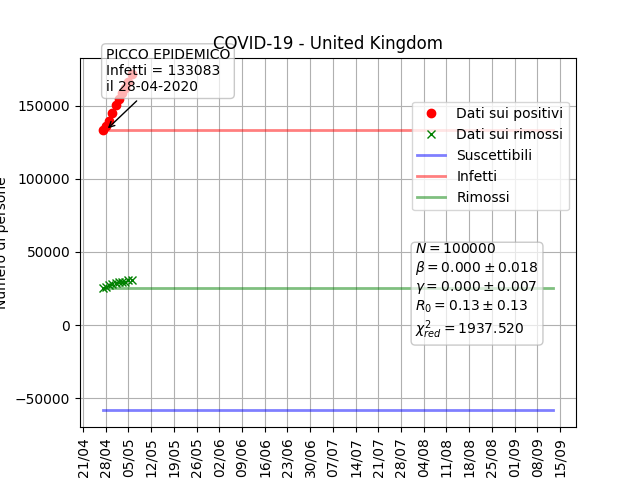 COVID-19 - United Kingdom
PICCO EPIDEMICO
Infetti = 133083
il 28-04-2020
Dati sui positivi
Dati sui rimossi
Suscettibili
Infetti
Rimossi
N = 100000
β = 0.000 ± 0.018
γ = 0.000 ± 0.007
R₀ = 0.13 ± 0.13
χ²red = 1937.520
Numero di persone
150000
100000
50000
0
−50000
21/04
28/04
05/05
12/05
19/05
26/05
02/06
09/06
16/06
23/06
30/06
07/07
14/07
21/07
28/07
04/08
11/08
18/08
25/08
01/09
08/09
15/09